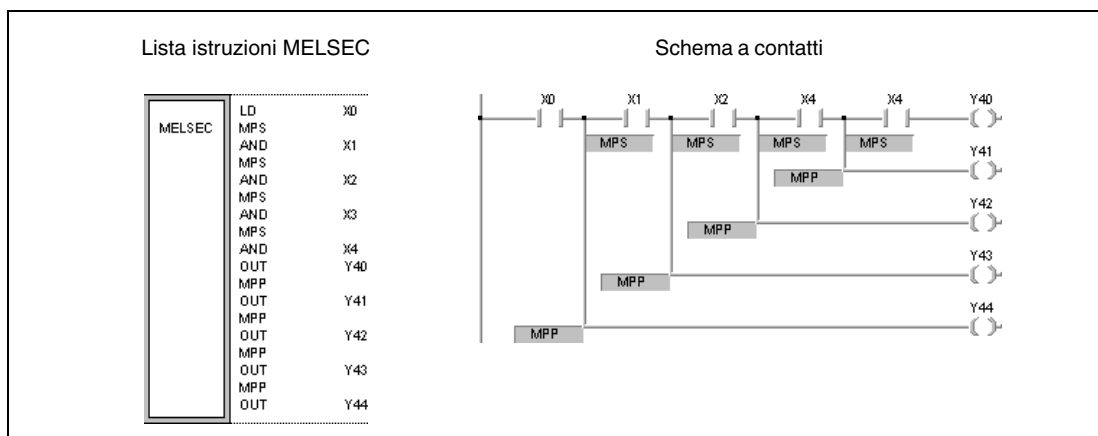 Lista istruzioni MELSEC
Schema a contatti
MELSEC
LD X0
MPS
AND X1
MPS
AND X2
MPS
AND X3
MPS
AND X4
OUT Y40
MPP
OUT Y41
MPP
OUT Y42
MPP
OUT Y43
MPP
OUT Y44
X0 X1 X2 X4 X4 Y40
MPS MPS MPS MPS
Y41
MPP
Y42
MPP
Y43
MPP
Y44
MPP